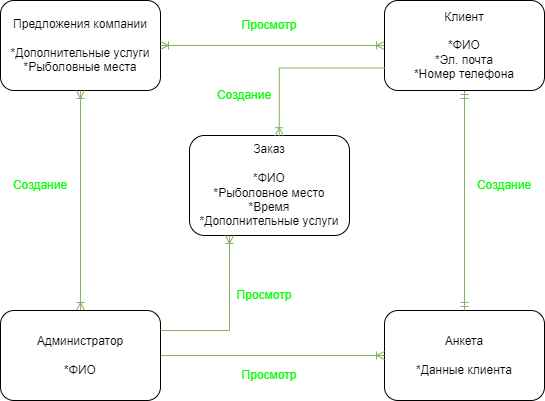 Предложения компании
*Дополнительные услуги
*Рыболовные места
Просмотр
Клиент
*ФИО
*Эл. почта
*Номер телефона
Создание
Заказ
*ФИО
*Рыболовное место
*Время
*Дополнительные услуги
Создание
Создание
Просмотр
Администратор
*ФИО
Просмотр
Анкета
*Данные клиента